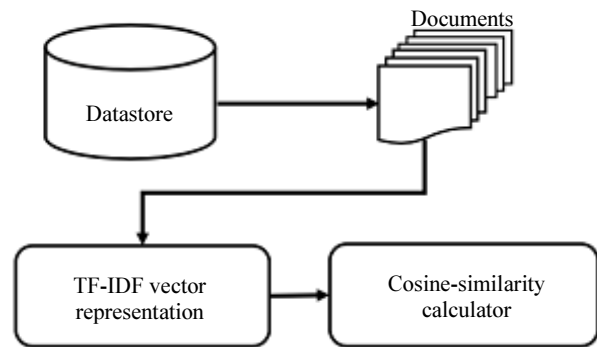 Documents
Datastore
TF-IDF vector
representation
Cosine-similarity
calculator